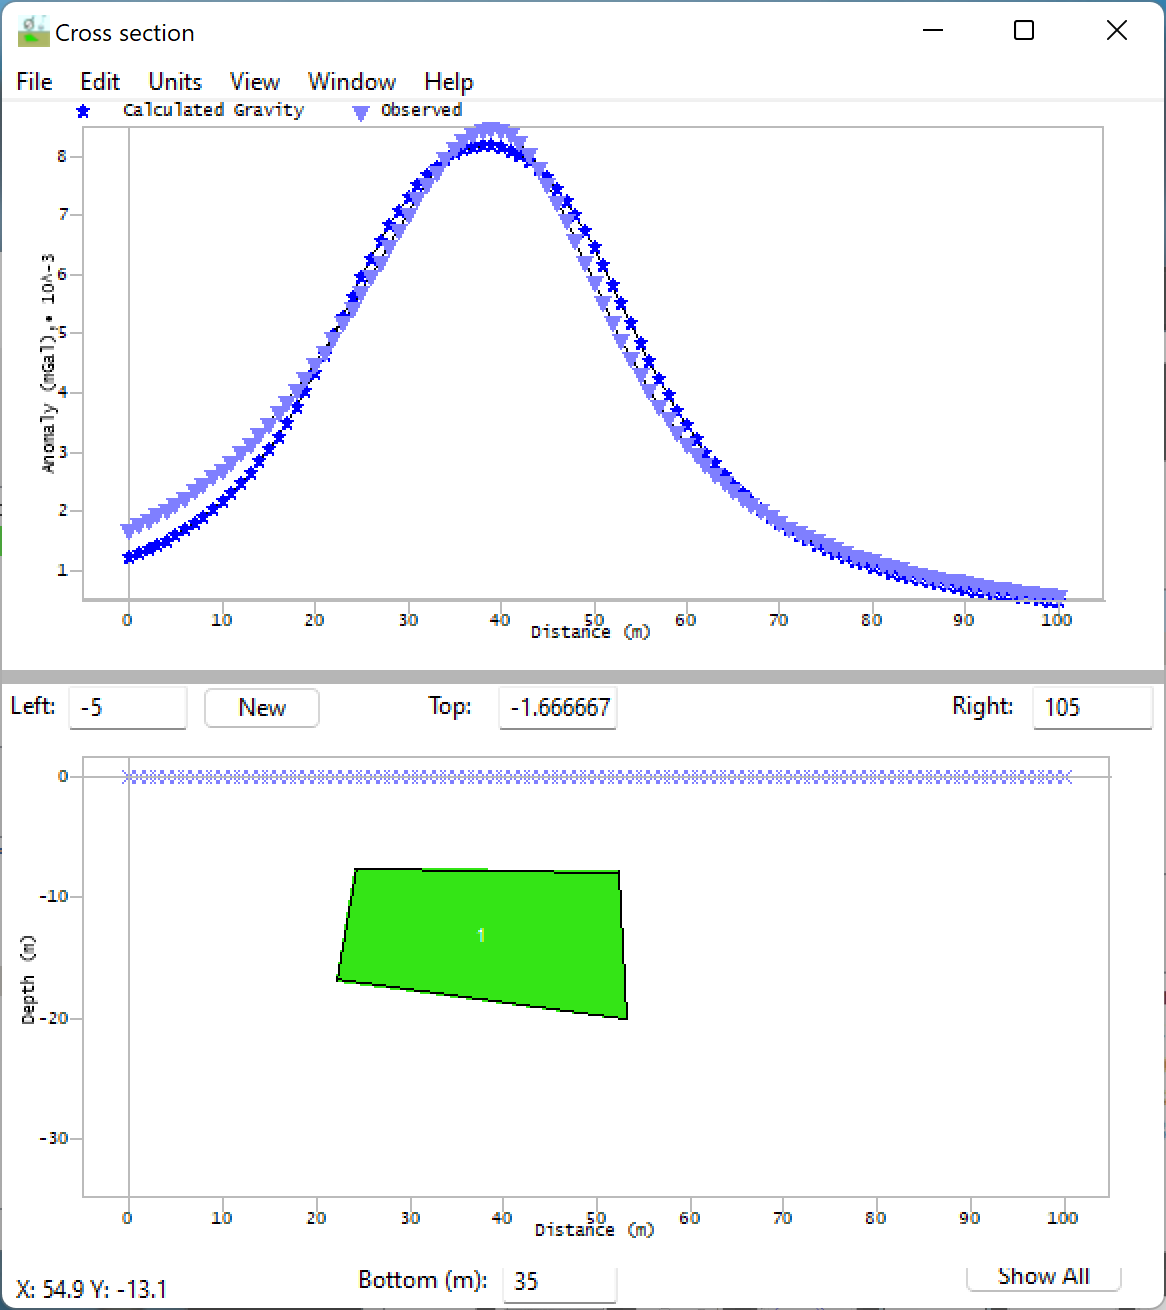 Cross section
File Edit Units View Window Help
Calculated Gravity Observed
8
7
6
5
4
3
2
1
Anomaly (mGal),• 10^-3
0 10 20 30 40 50 60 70 80 90 100
Distance (m)
Left: -5 New Top: -1.666667 Right: 105
0
-10
-20
-30
Depth (m)
1
0 10 20 30 40 50 60 70 80 90 100
Distance (m)
X: 54.9 Y: -13.1 Bottom (m): 35 Show All